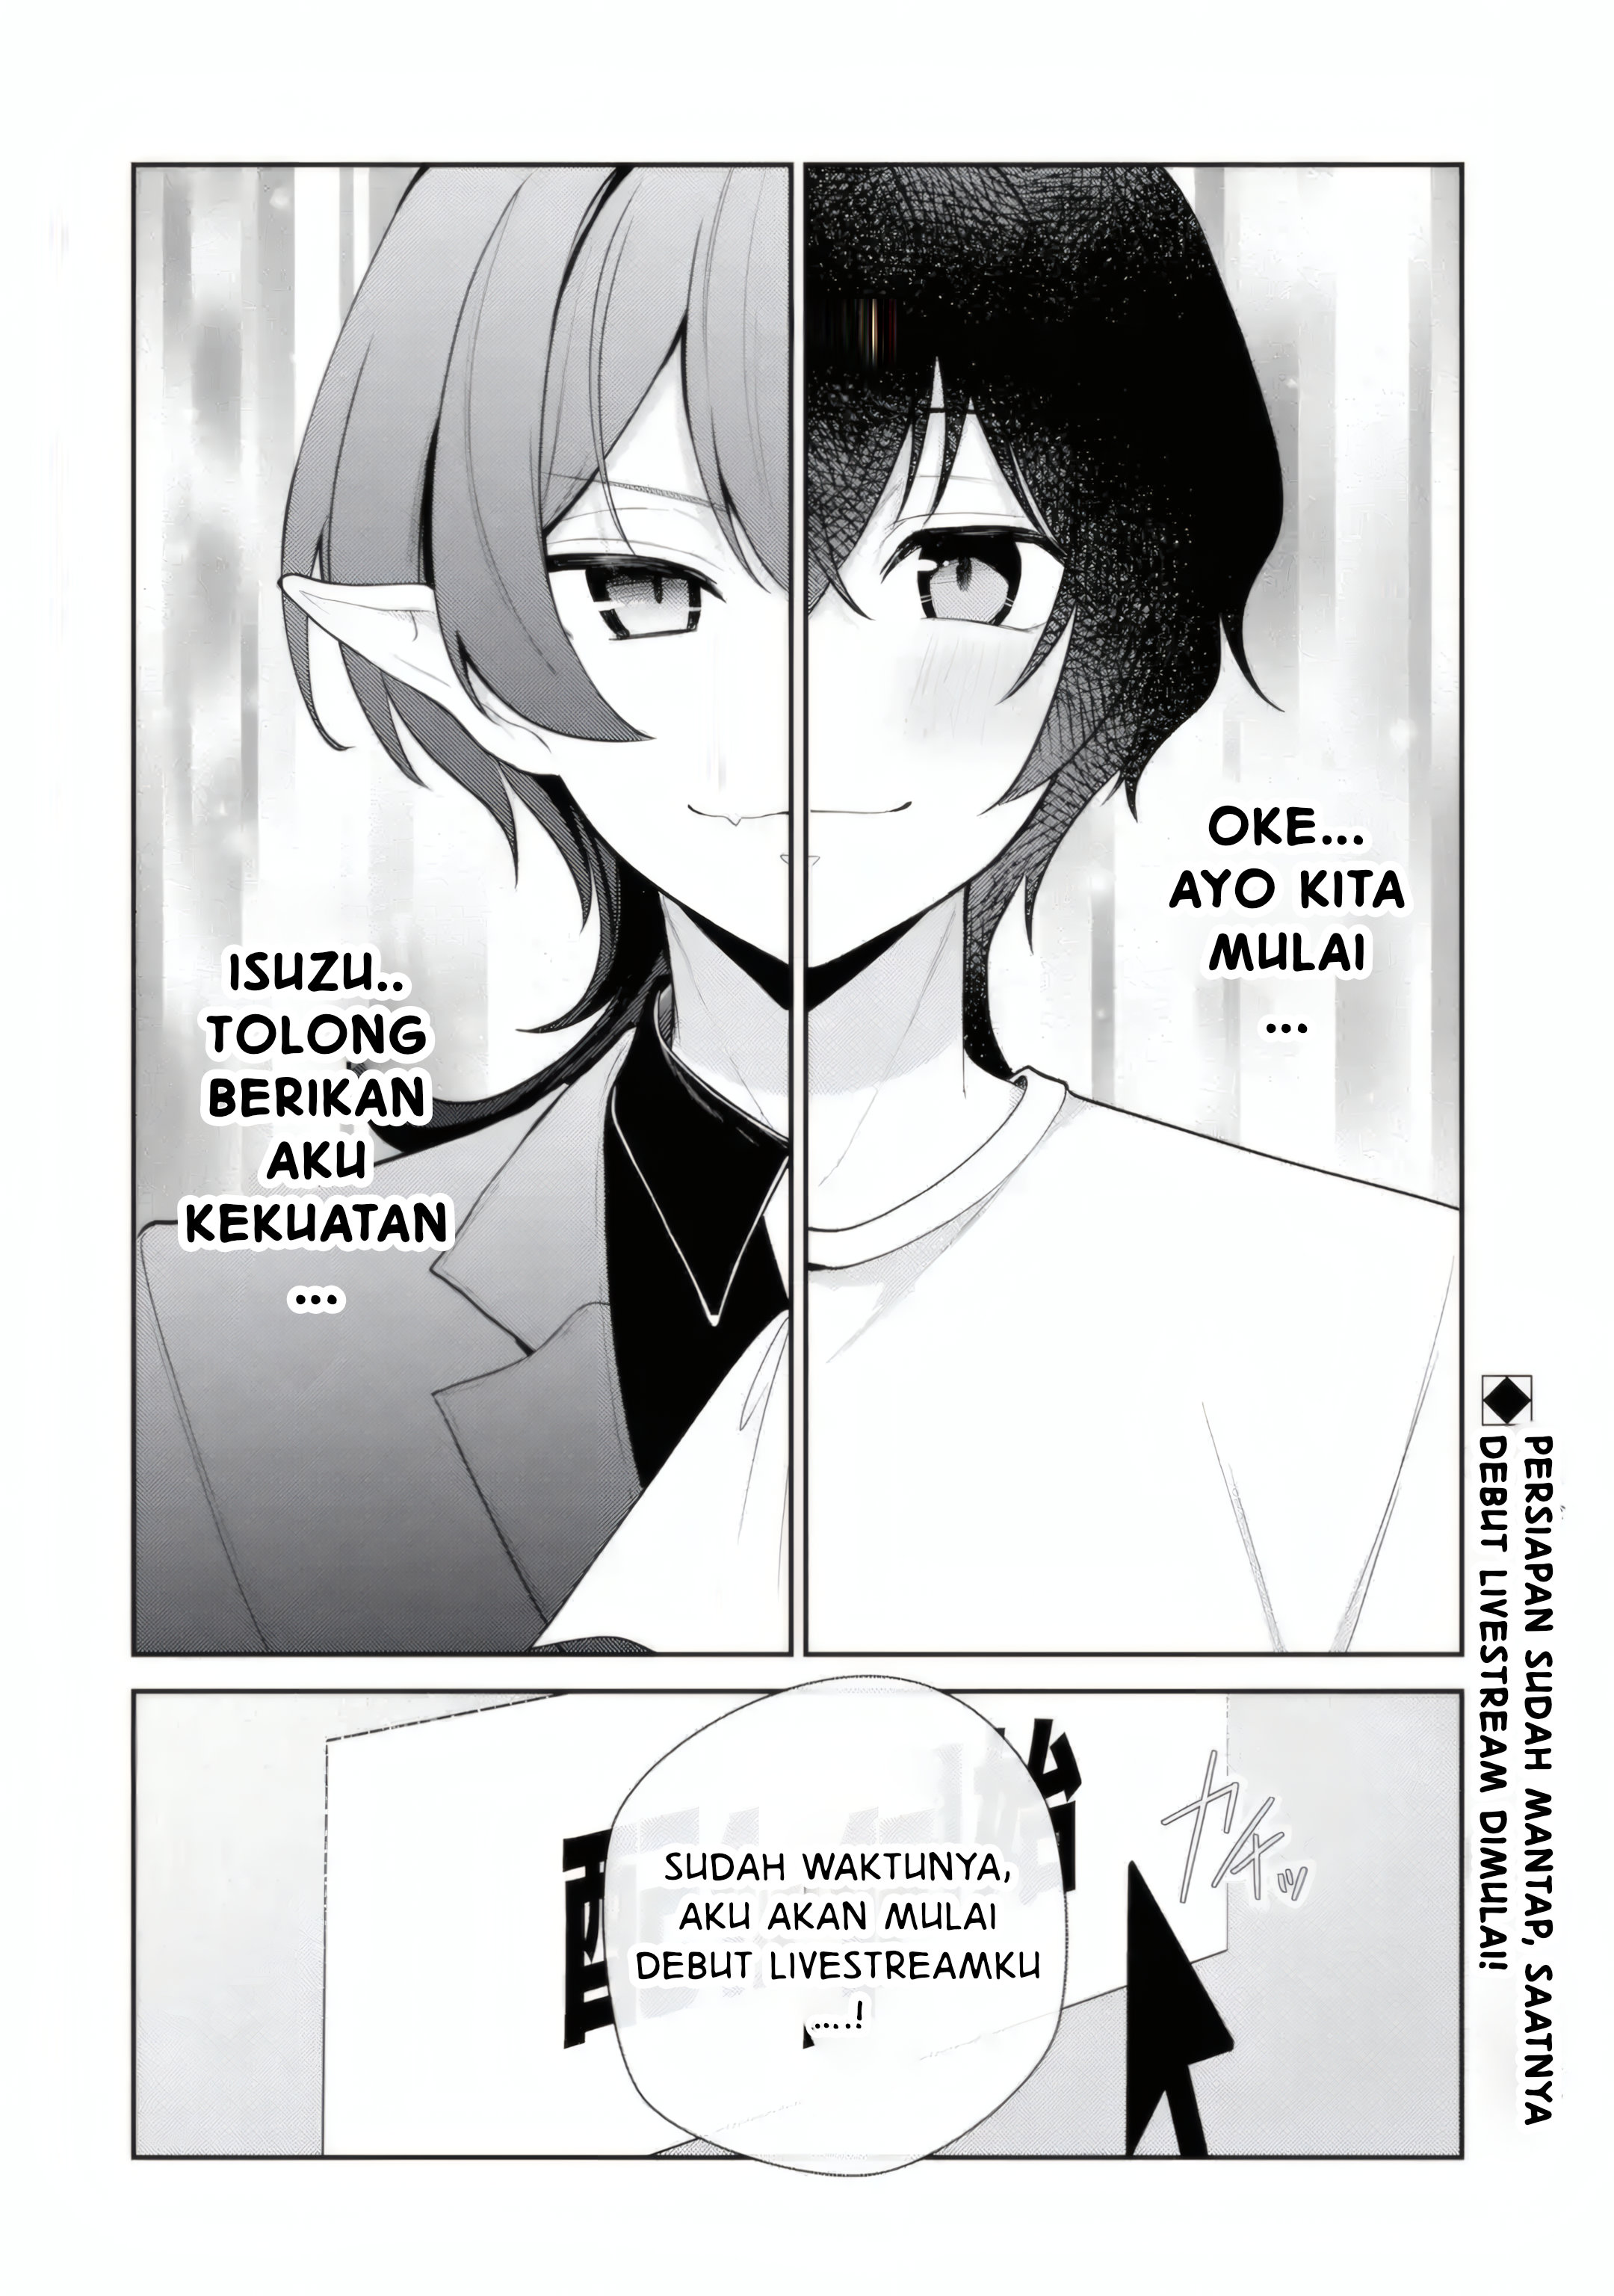 OKE...
AYO KITA
MULAI
...
ISUZU..
TOLONG
BERIKAN
AKU
KEKUATAN
...
SUDAH WAKTUNYA,
AKU AKAN MULAI
DEBUT LIVESTREAMKU
....!
カチッ
PERSIAPAN SUDAH MANTAP, SAATNYA
DEBUT LIVESTREAM DIMULAI!